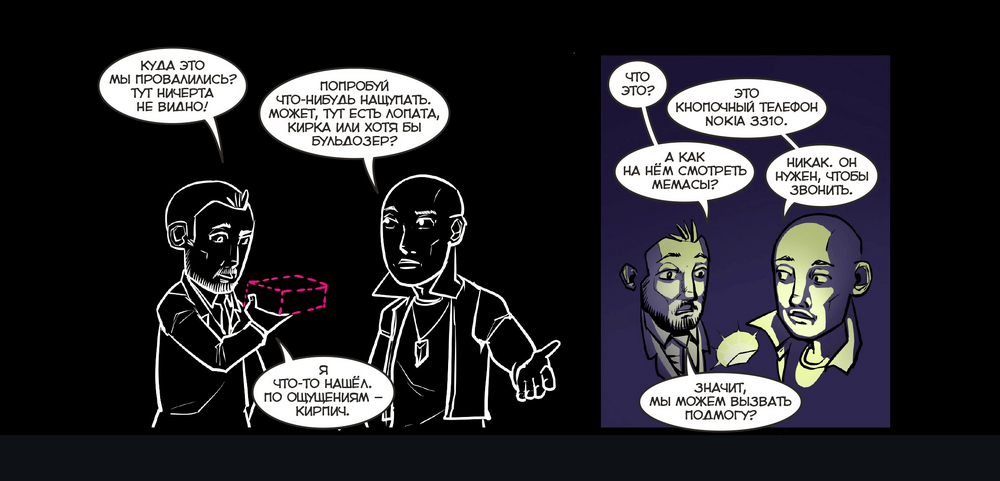 КУДА ЭТО
МЫ ПРОВАЛИЛИСЬ?
ТУТ НИЧЕРТА
НЕ ВИДНО!
ПОПРОБУЙ
ЧТО-НИБУДЬ НАЩУПАТЬ.
МОЖЕТ, ТУТ ЕСТЬ ЛОПАТА,
КИРКА ИЛИ ХОТЯ БЫ
БУЛЬДОЗЕР?
Я
ЧТО-ТО НАШЁЛ.
ПО ОЩУЩЕНИЯМ –
КИРПИЧ.
ЧТО
ЭТО?
ЭТО
КНОПОЧНЫЙ ТЕЛЕФОН
NOKIA 3310.
А КАК
НА НЁМ СМОТРЕТЬ
МЕМАСЫ?
НИКАК. ОН
НУЖЕН, ЧТОБЫ
ЗВОНИТЬ.
ЗНАЧИТ,
МЫ МОЖЕМ ВЫЗВАТЬ
ПОДМОГУ?